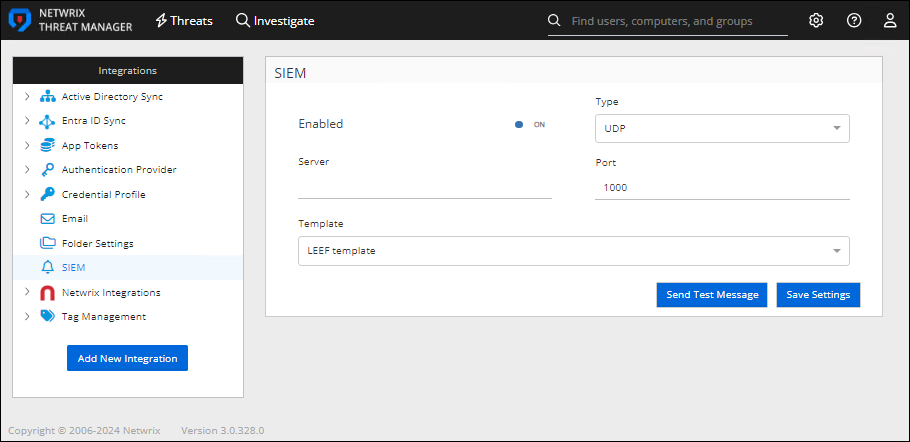 NETWRIX
THREAT MANAGER
Threats
Investigate
Find users, computers, and groups
Integrations
Active Directory Sync
Entra ID Sync
App Tokens
Authentication Provider
Credential Profile
Email
Folder Settings
SIEM
Netwrix Integrations
Tag Management
Add New Integration
SIEM
Enabled
ON
Type
UDP
Server
Port
1000
Template
LEEF template
Send Test Message
Save Settings
Copyright © 2006-2024 Netwrix Version 3.0.328.0